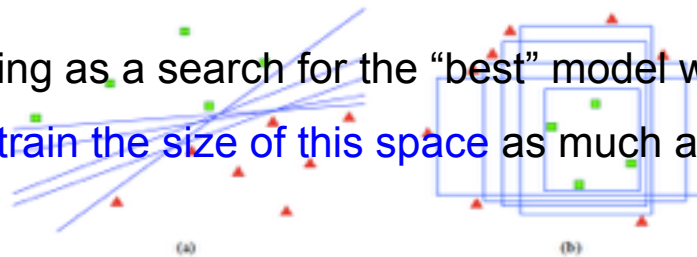 ing as a search for the “best” model w
train the size of this space as much a
(a) (b)